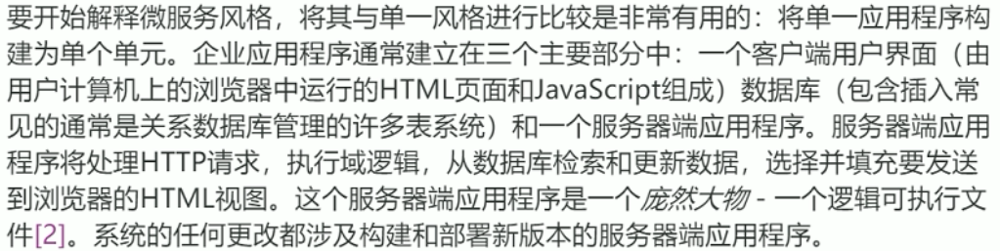 要开始解释微服务风格，将其与单一风格进行比较是非常有用的：将单一应用程序构
建为单个单元。企业应用程序通常建立在三个主要部分中：一个客户端用户界面（由
用户计算机上的浏览器中运行的HTML页面和JavaScript组成）数据库（包含插入常
见的通常是关系数据库管理的许多表系统）和一个服务器端应用程序。服务器端应用
程序将处理HTTP请求，执行域逻辑，从数据库检索和更新数据，选择并填充要发送
到浏览器的HTML视图。这个服务器端应用程序是一个庞然大物 - 一个逻辑可执行文
件[2]。系统的任何更改都涉及构建和部署新版本的服务器端应用程序。